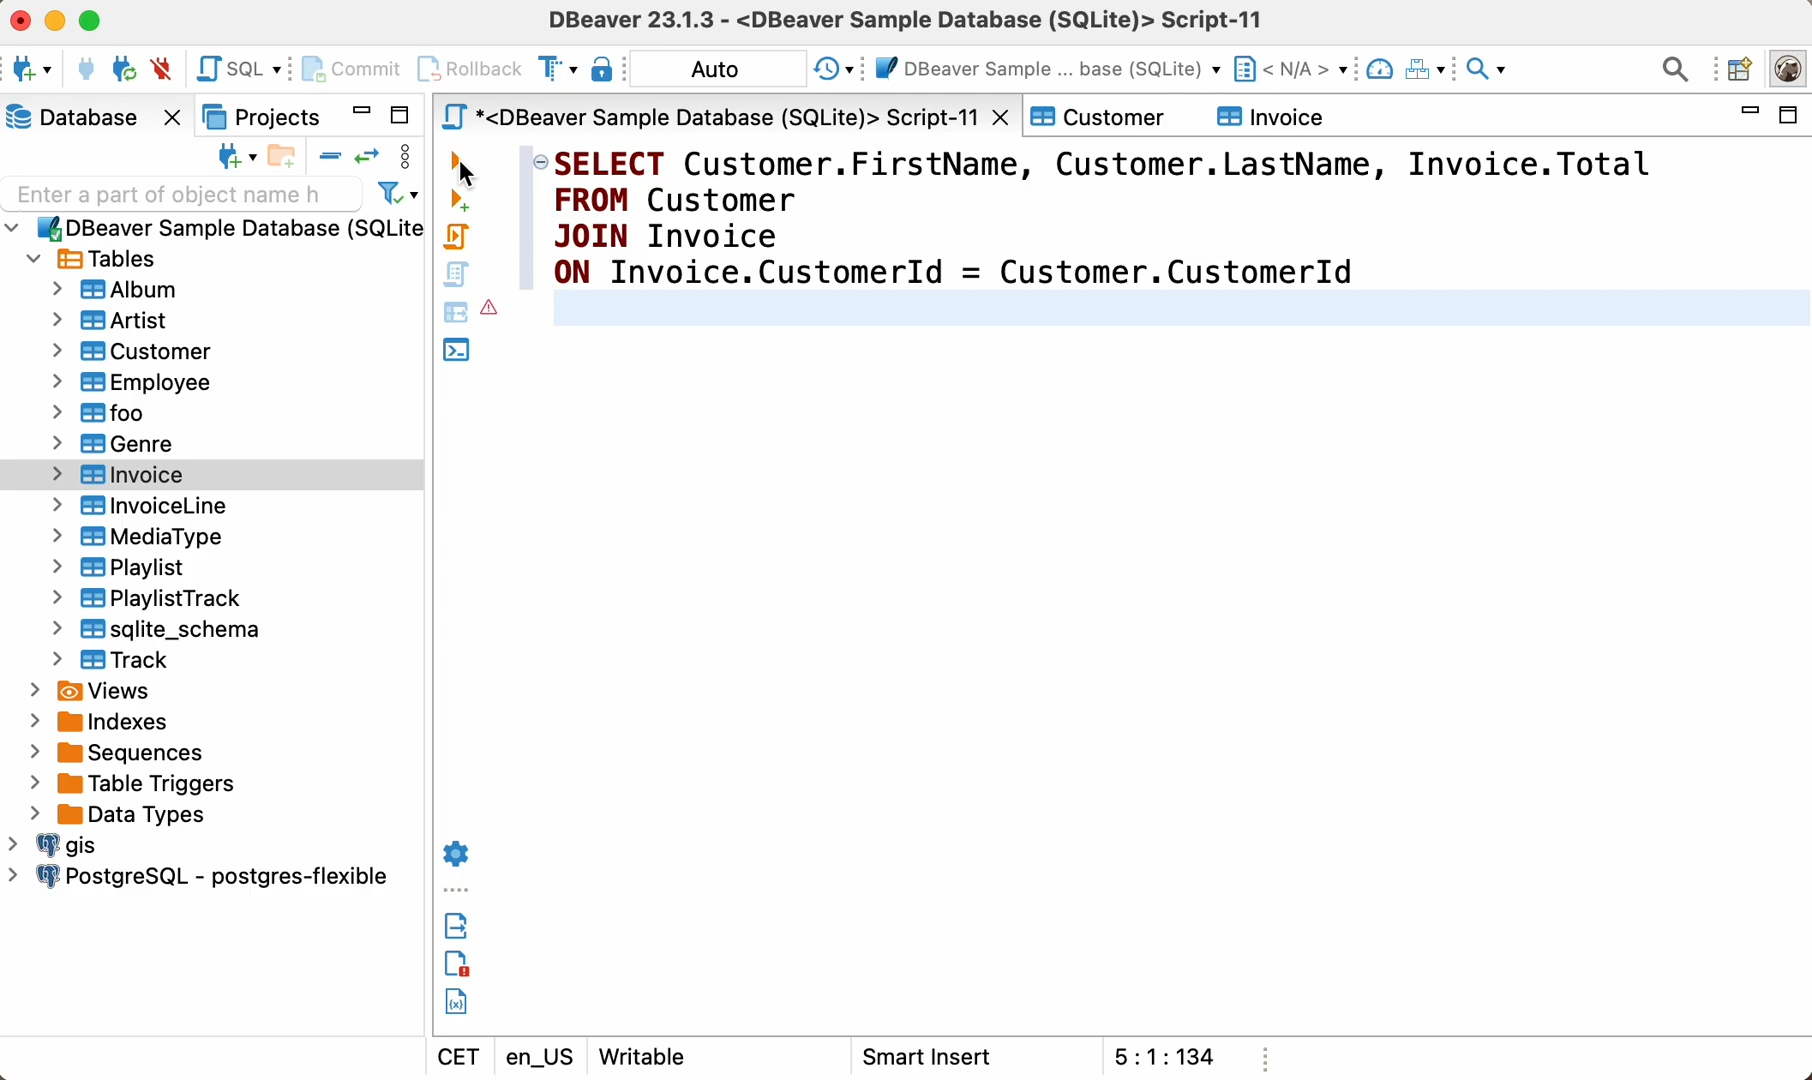 DBeaver 23.1.3 - <DBeaver Sample Database (SQLite)> Script-11
SQL Commit Rollback Auto DBeaver Sample ... base (SQLite) < N/A >
Database Projects
*<DBeaver Sample Database (SQLite)> Script-11 Customer Invoice
Enter a part of object name h
DBeaver Sample Database (SQLite
Tables
Album
Artist
Customer
Employee
foo
Genre
Invoice
InvoiceLine
MediaType
Playlist
PlaylistTrack
sqlite_schema
Track
Views
Indexes
Sequences
Table Triggers
Data Types
gis
PostgreSQL - postgres-flexible
SELECT Customer.FirstName, Customer.LastName, Invoice.Total
FROM Customer
JOIN Invoice
ON Invoice.CustomerId = Customer.CustomerId
CET en_US Writable Smart Insert 5 : 1 : 134